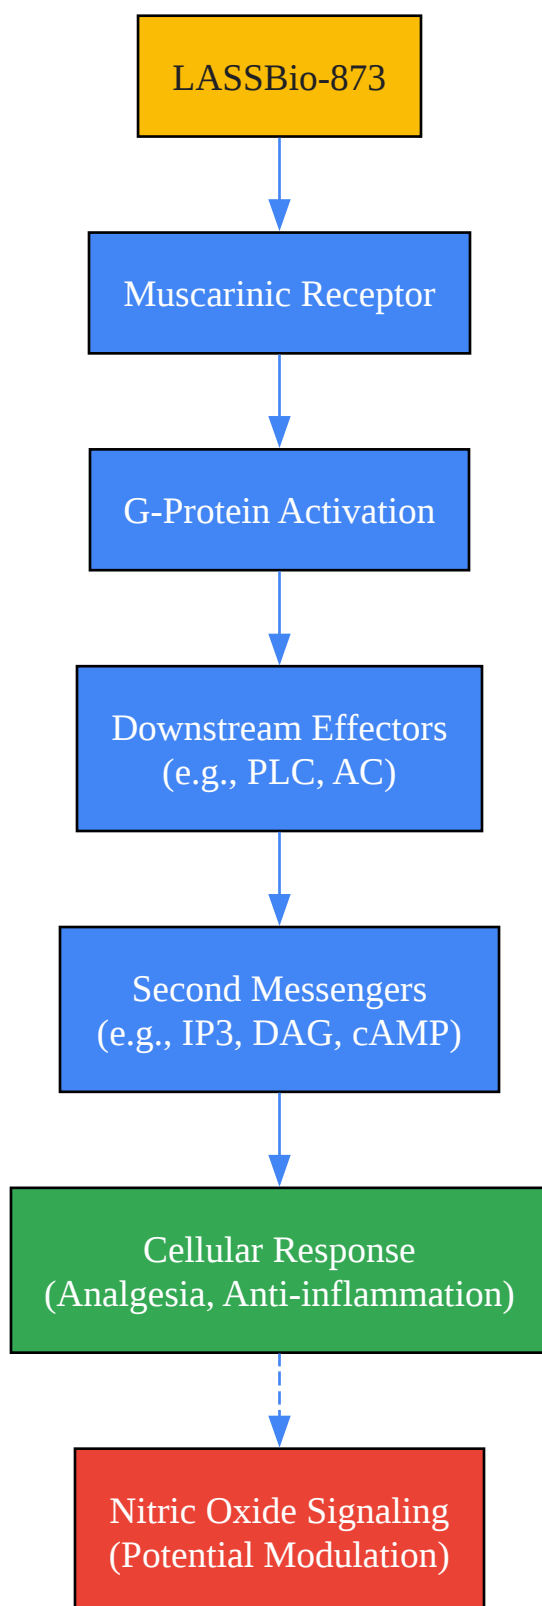 LASSBio-873
Muscarinic Receptor
G-Protein Activation
Downstream Effectors
(e.g., PLC, AC)
Second Messengers
(e.g., IP3, DAG, cAMP)
Cellular Response
(Analgesia, Anti-inflammation)
Nitric Oxide Signaling
(Potential Modulation)